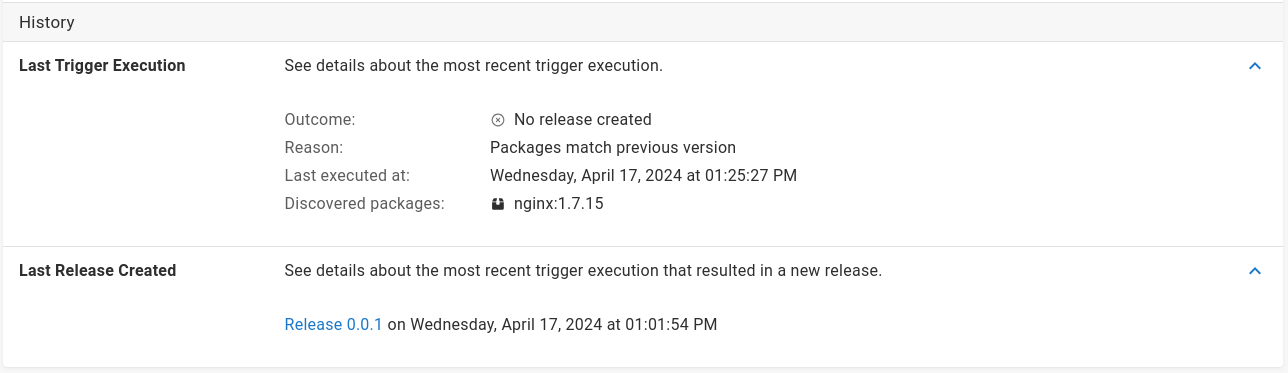 History
Last Trigger Execution See details about the most recent trigger execution.
Outcome: No release created
Reason: Packages match previous version
Last executed at: Wednesday, April 17, 2024 at 01:25:27 PM
Discovered packages: nginx:1.7.15
Last Release Created See details about the most recent trigger execution that resulted in a new release.
Release 0.0.1 on Wednesday, April 17, 2024 at 01:01:54 PM